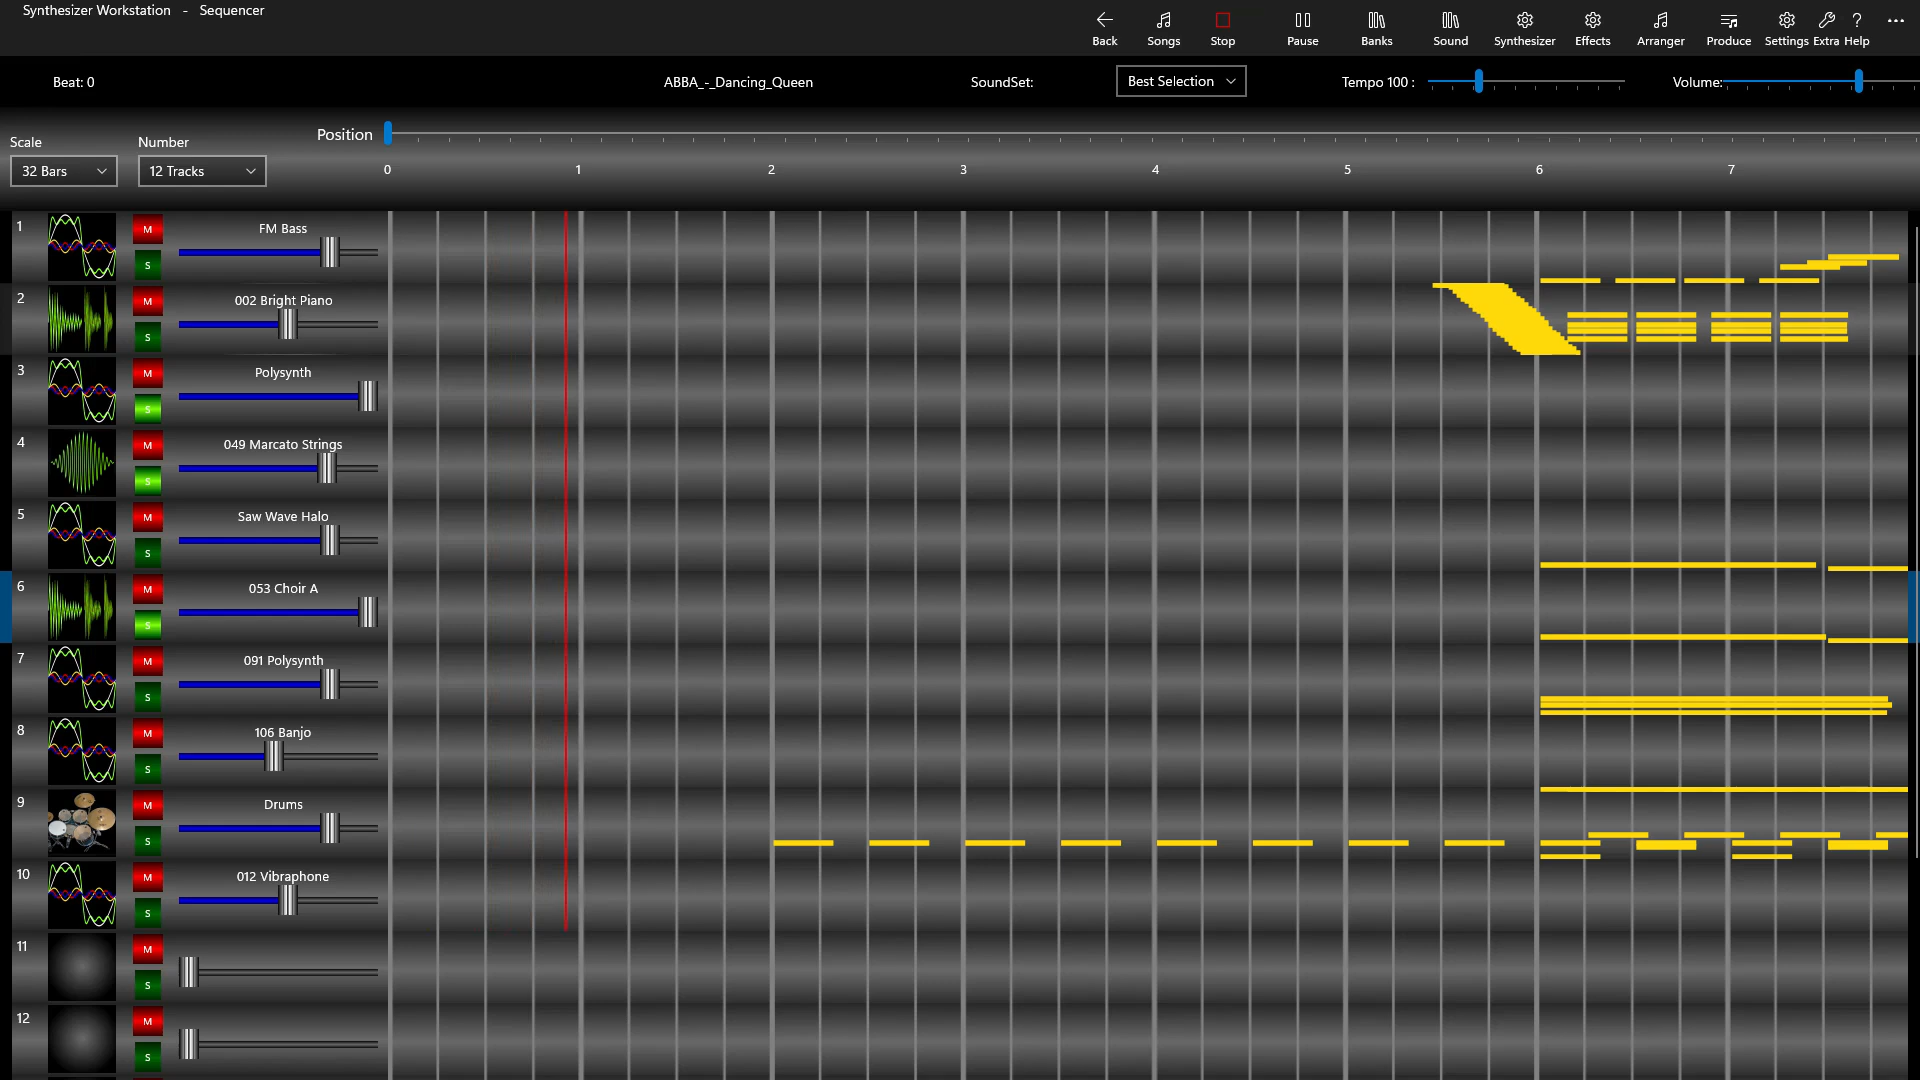 Synthesizer Workstation - Sequencer
Back Songs Stop Pause Banks Sound Synthesizer Effects Arranger Produce Settings Extra Help
Beat: 0 ABBA_-_Dancing_Queen SoundSet: Best Selection Tempo 100 : Volume:
Scale Number Position
32 Bars 12 Tracks 0 1 2 3 4 5 6 7
1 M FM Bass
S
2 M 002 Bright Piano
S
3 M Polysynth
S
4 M 049 Marcato Strings
S
5 M Saw Wave Halo
S
6 M 053 Choir A
S
7 M 091 Polysynth
S
8 M 106 Banjo
S
9 M Drums
S
10 M 012 Vibraphone
S
11 M
S
12 M
S